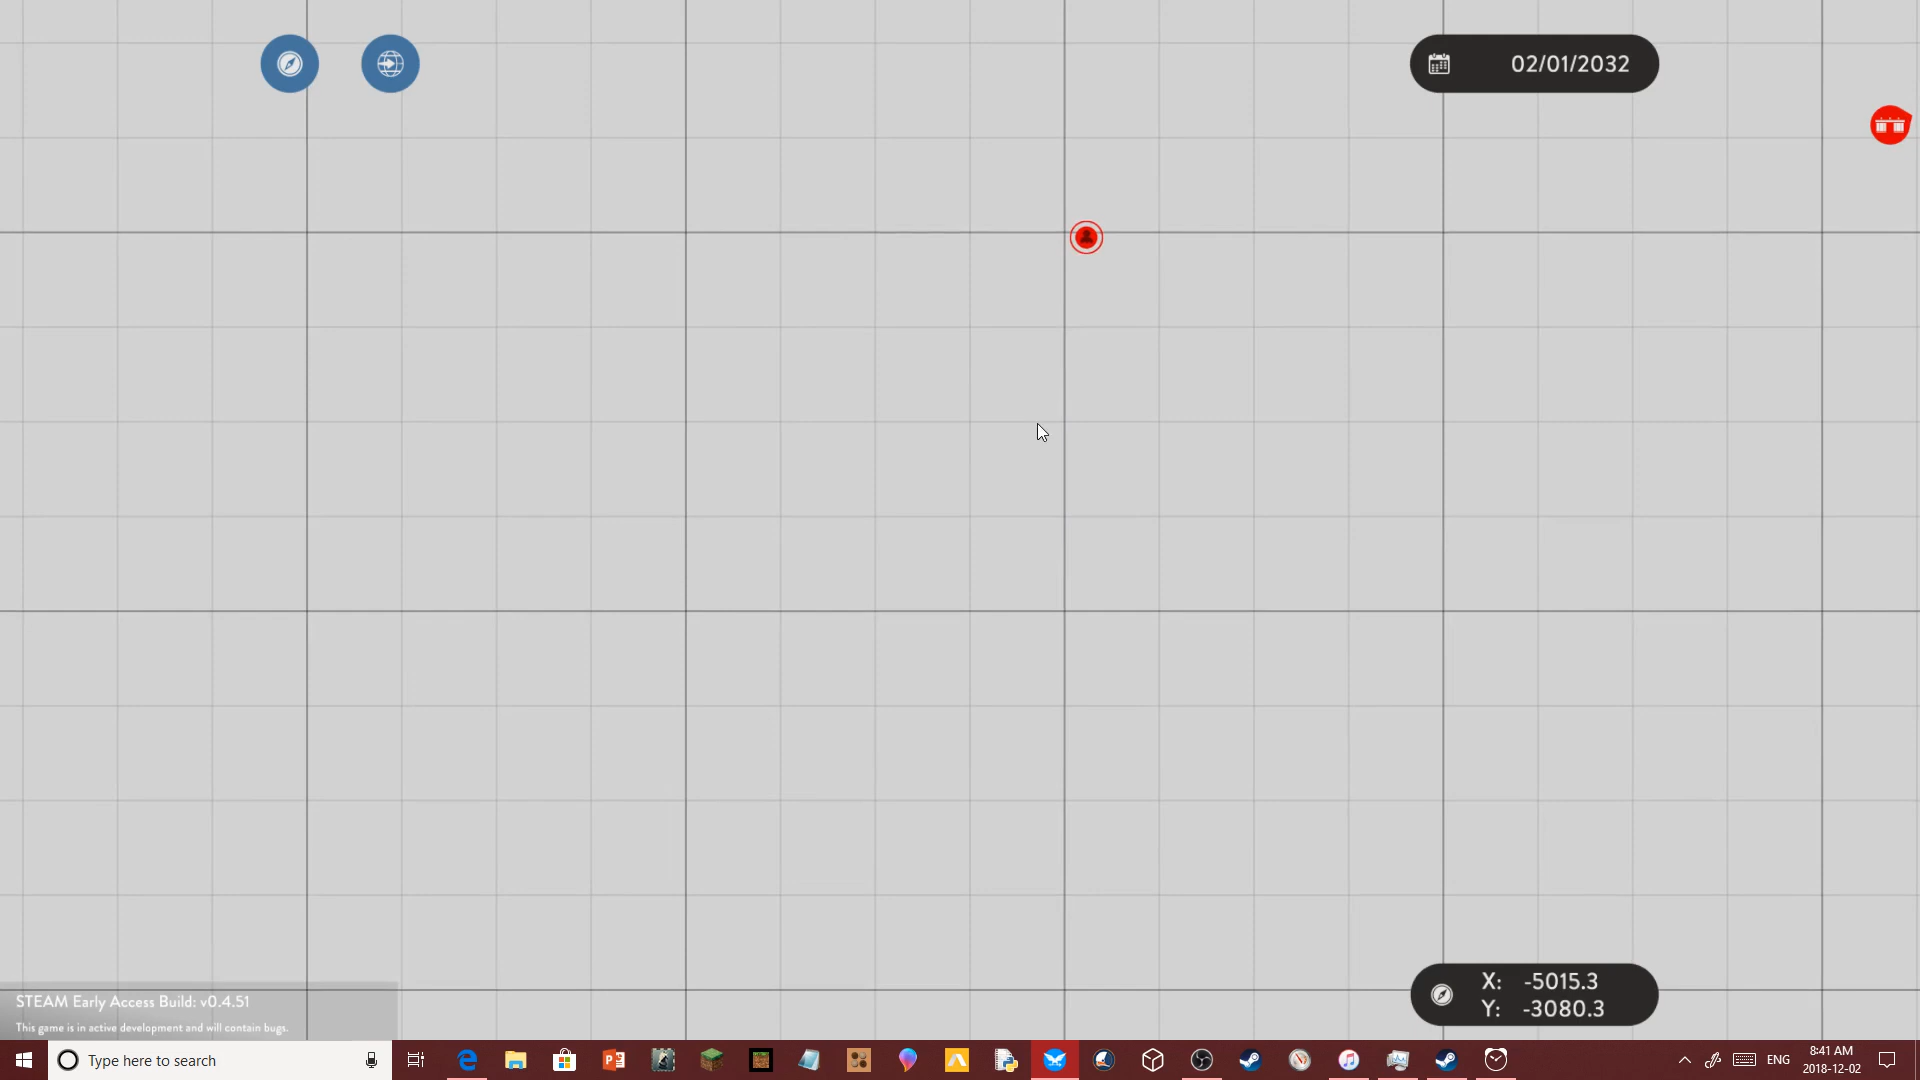 02/01/2032
X: -5015.3
Y: -3080.3
STEAM Early Access Build: v0.4.51
This game is in active development and will contain bugs.
Type here to search
ENG
8:41 AM
2018-12-02